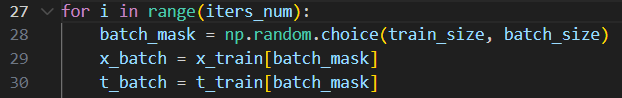 27 for i in range(iters_num):
28     batch_mask = np.random.choice(train_size, batch_size)
29     x_batch = x_train[batch_mask]
30     t_batch = t_train[batch_mask]